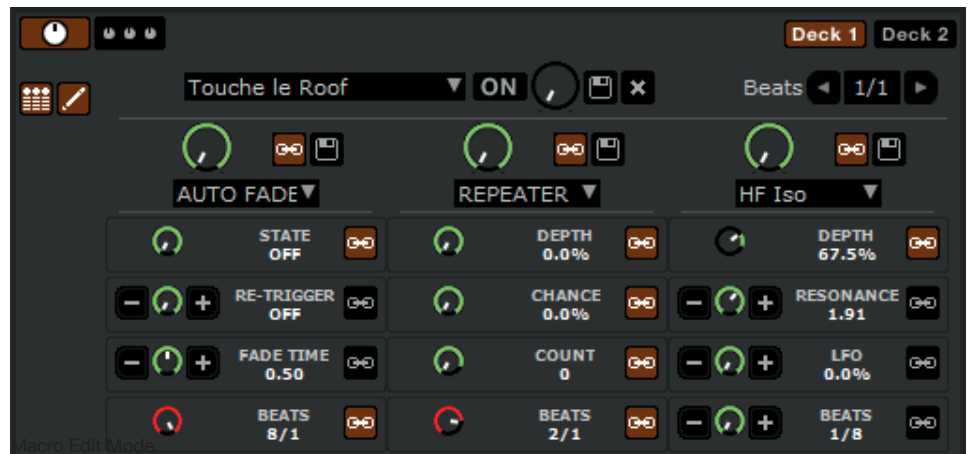 Deck 1 Deck 2
Touche le Roof ON Beats 1/1
AUTO FADE REPEATER HF Iso
STATE DEPTH DEPTH
OFF 0.0% 67.5%
RE-TRIGGER CHANCE RESONANCE
OFF 0.0% 1.91
FADE TIME COUNT LFO
0.50 0 0.0%
BEATS BEATS BEATS
8/1 2/1 1/8
Macro Edit Mode